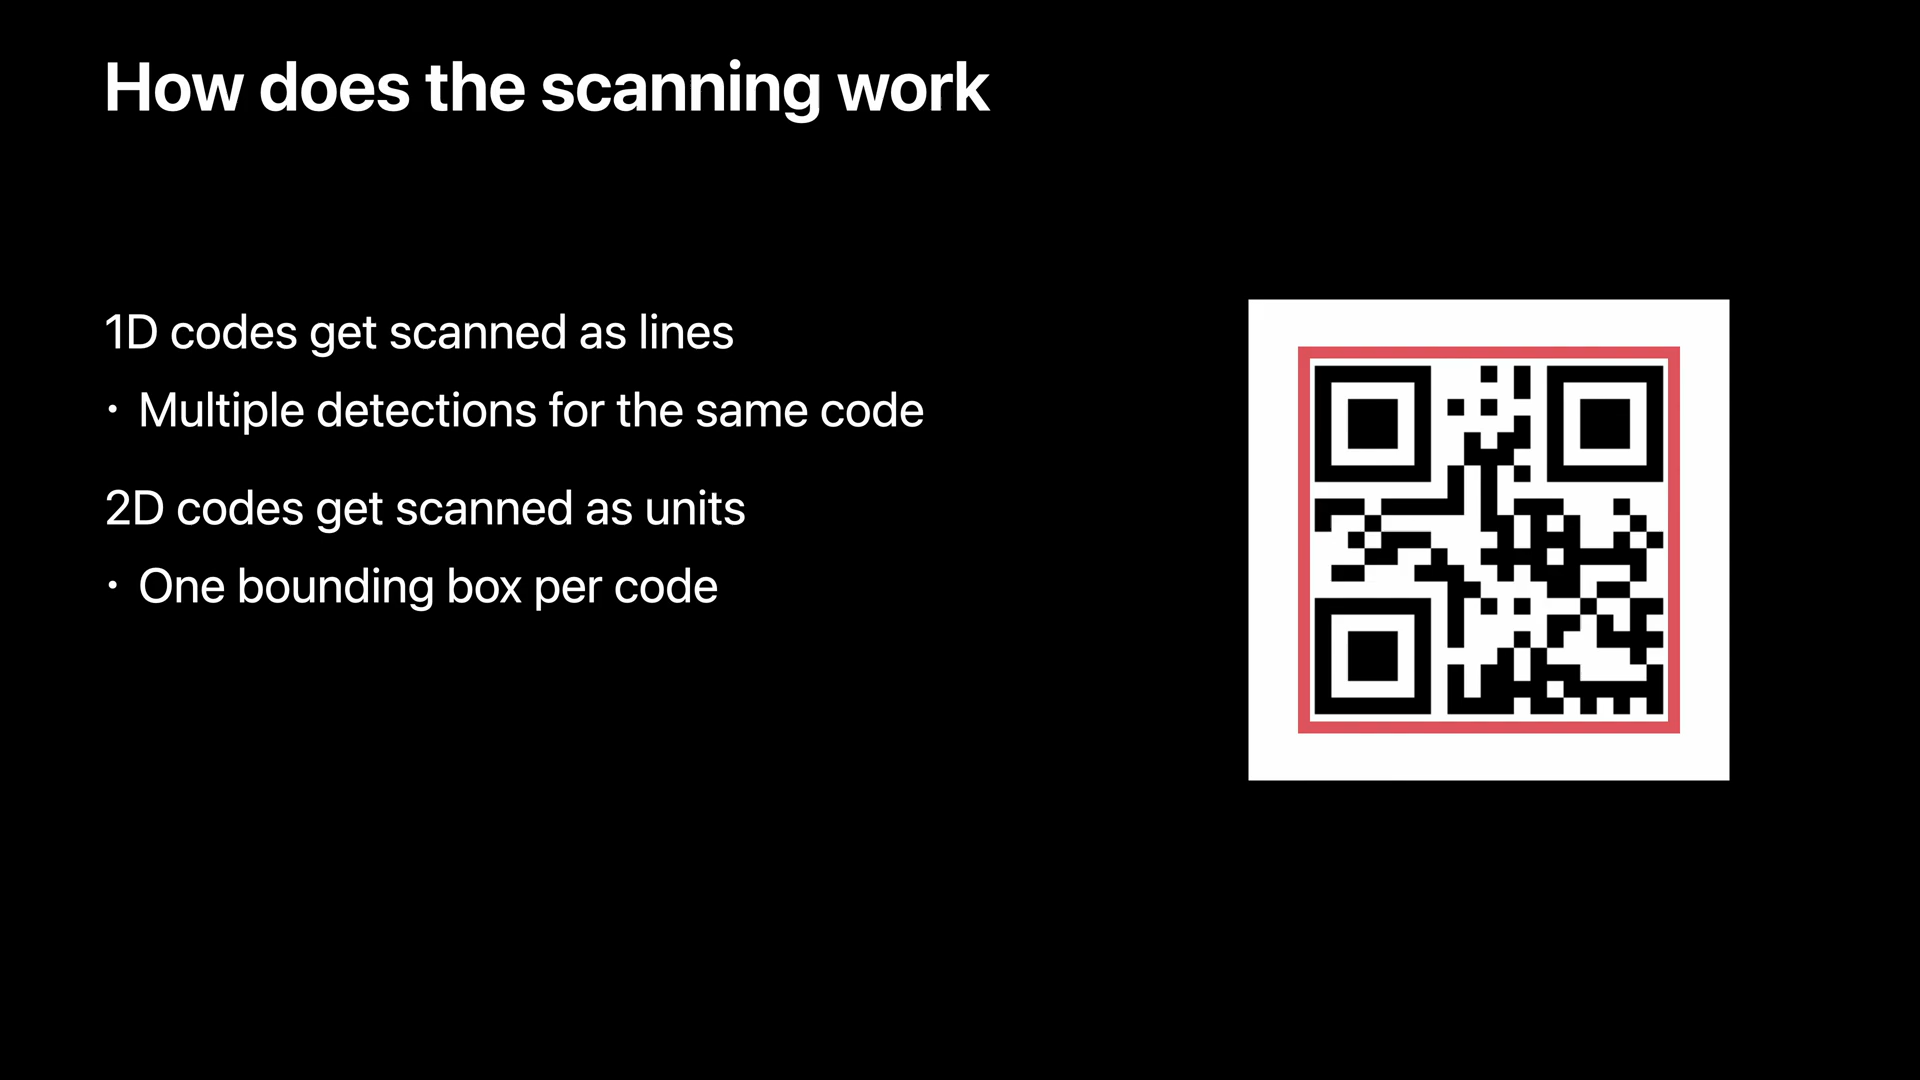 How does the scanning work
1D codes get scanned as lines
• Multiple detections for the same code
2D codes get scanned as units
• One bounding box per code